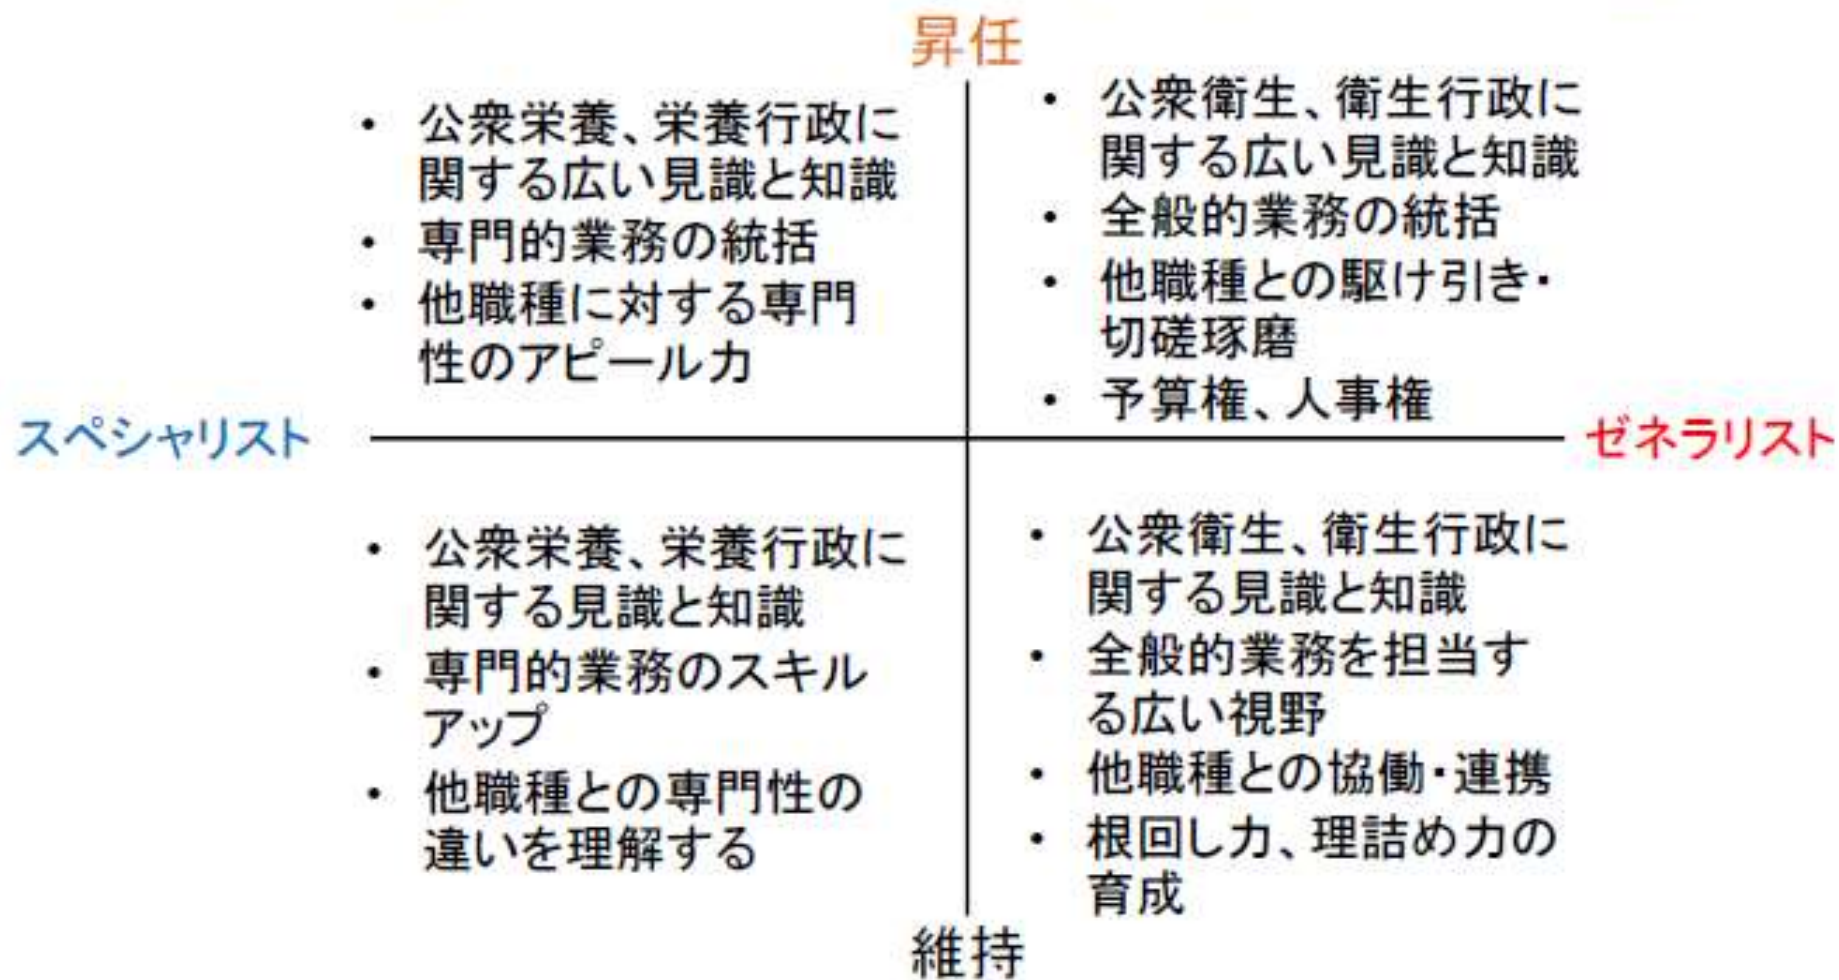 昇任
・ 公衆栄養、栄養行政に
関する広い見識と知識
・ 専門的業務の統括
・ 他職種に対する専門
性のアピール力
・ 公衆衛生、衛生行政に
関する広い見識と知識
・ 全般的業務の統括
・ 他職種との駆け引き・
切磋琢磨
・ 予算権、人事権
スペシャリスト
ゼネラリスト
・ 公衆栄養、栄養行政に
関する見識と知識
・ 専門的業務のスキル
アップ
・ 他職種との専門性の
違いを理解する
・ 公衆衛生、衛生行政に
関する見識と知識
・ 全般的業務を担当す
る広い視野
・ 他職種との協働・連携
・ 根回し力、理詰め力の
育成
維持